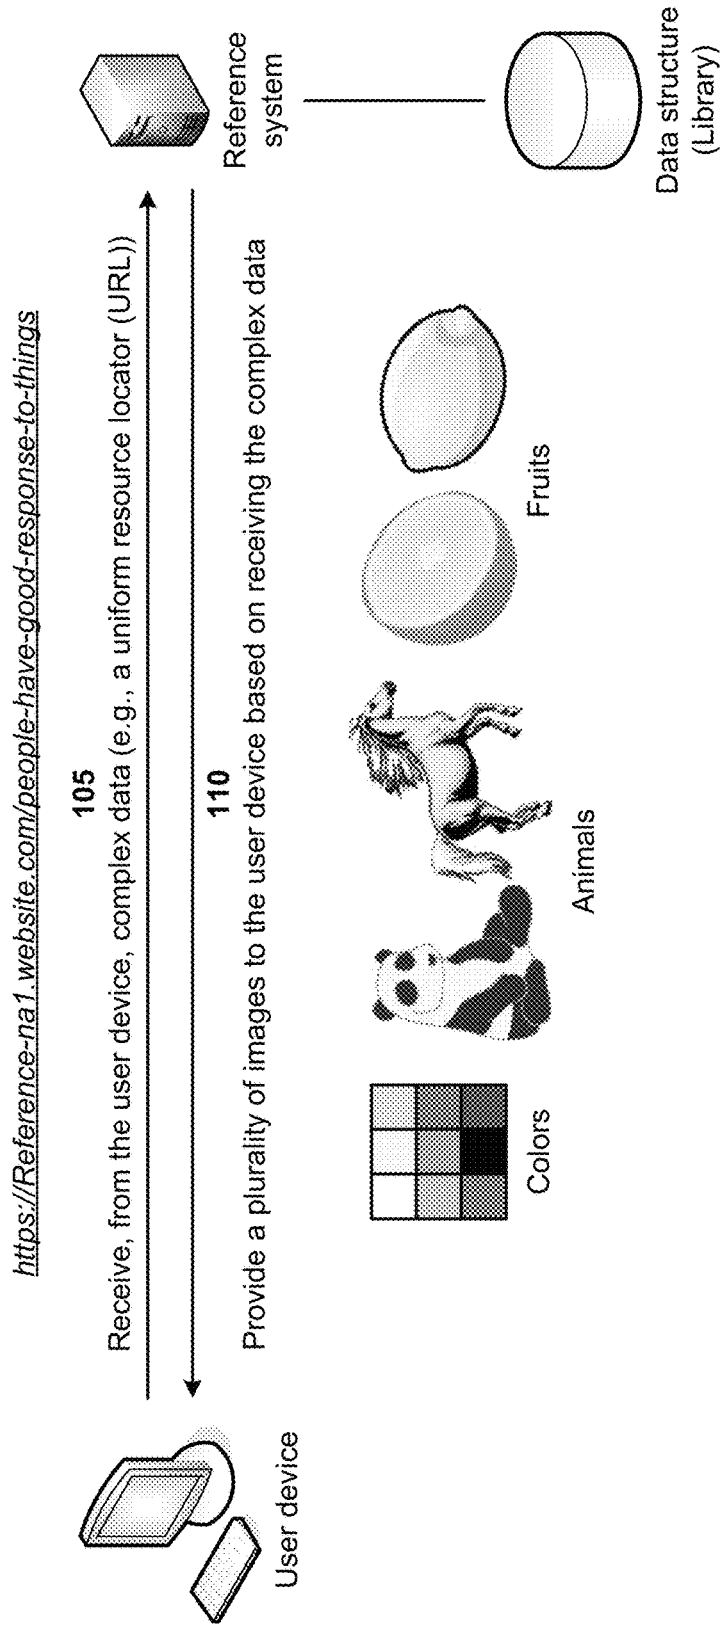 https://Reference-na1.website.com/people-have-good-response-to-things
105
Receive, from the user device, complex data (e.g., a uniform resource locator (URL))
110
Provide a plurality of images to the user device based on receiving the complex data
User device
Reference
system
Colors
Animals
Fruits
Data structure
(Library)